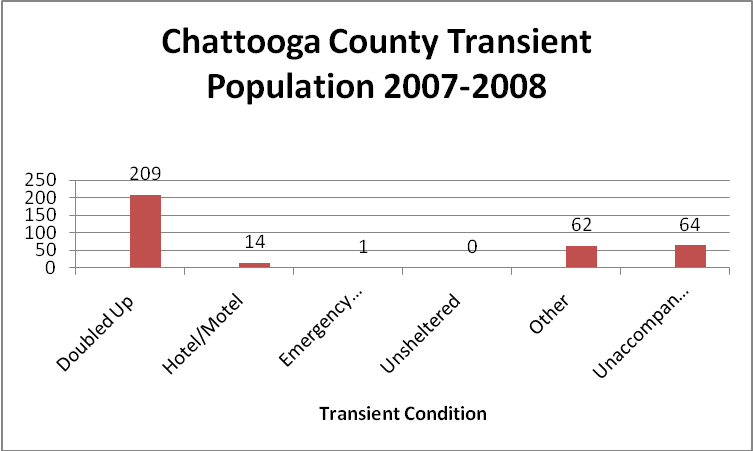 Chattooga County Transient
Population 2007-2008
250
200
150
100
50
0
209
14
1
0
62
64
Doubled Up
Hotel/Motel
Emergency...
Unsheltered
Other
Unaccompan...
Transient Condition